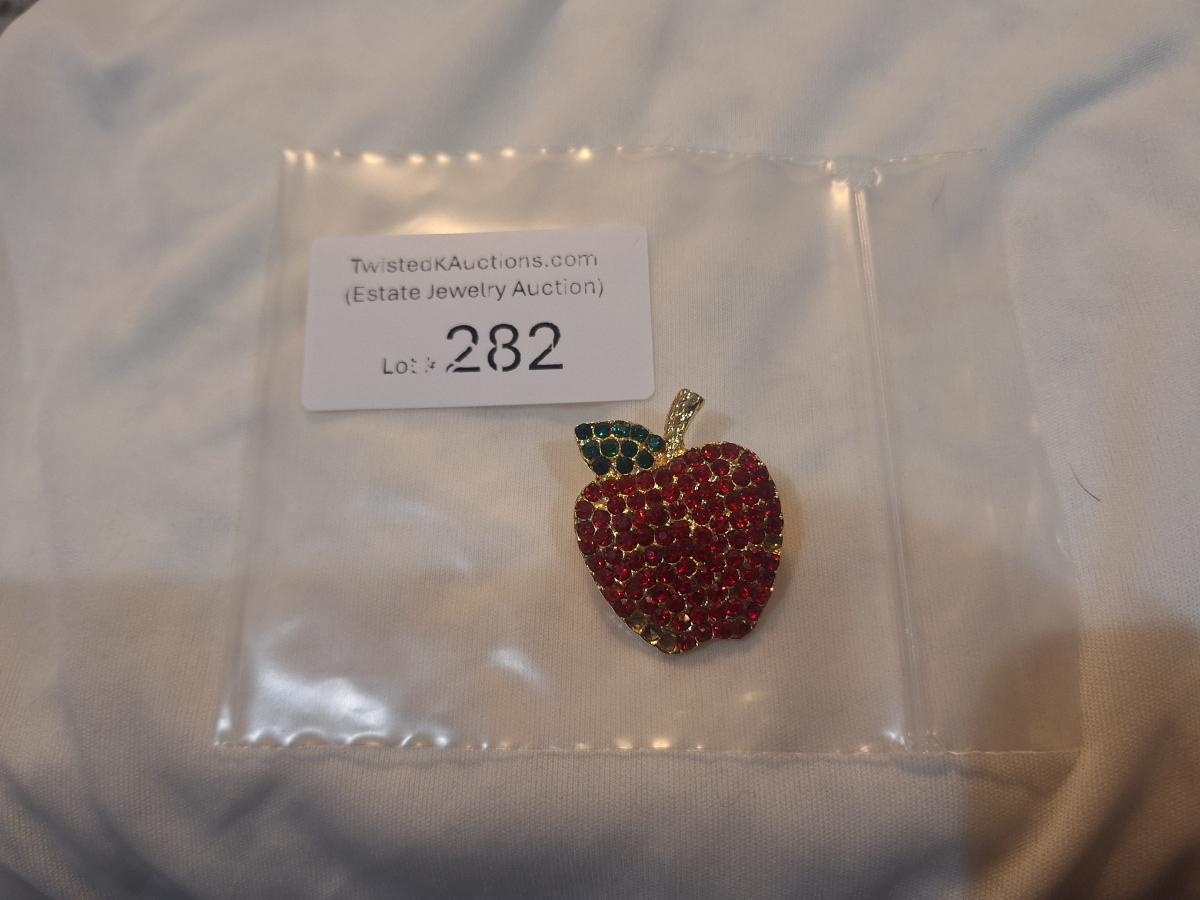 TwistedKAuctions.com
(Estate Jewelry Auction)
Lot # 282